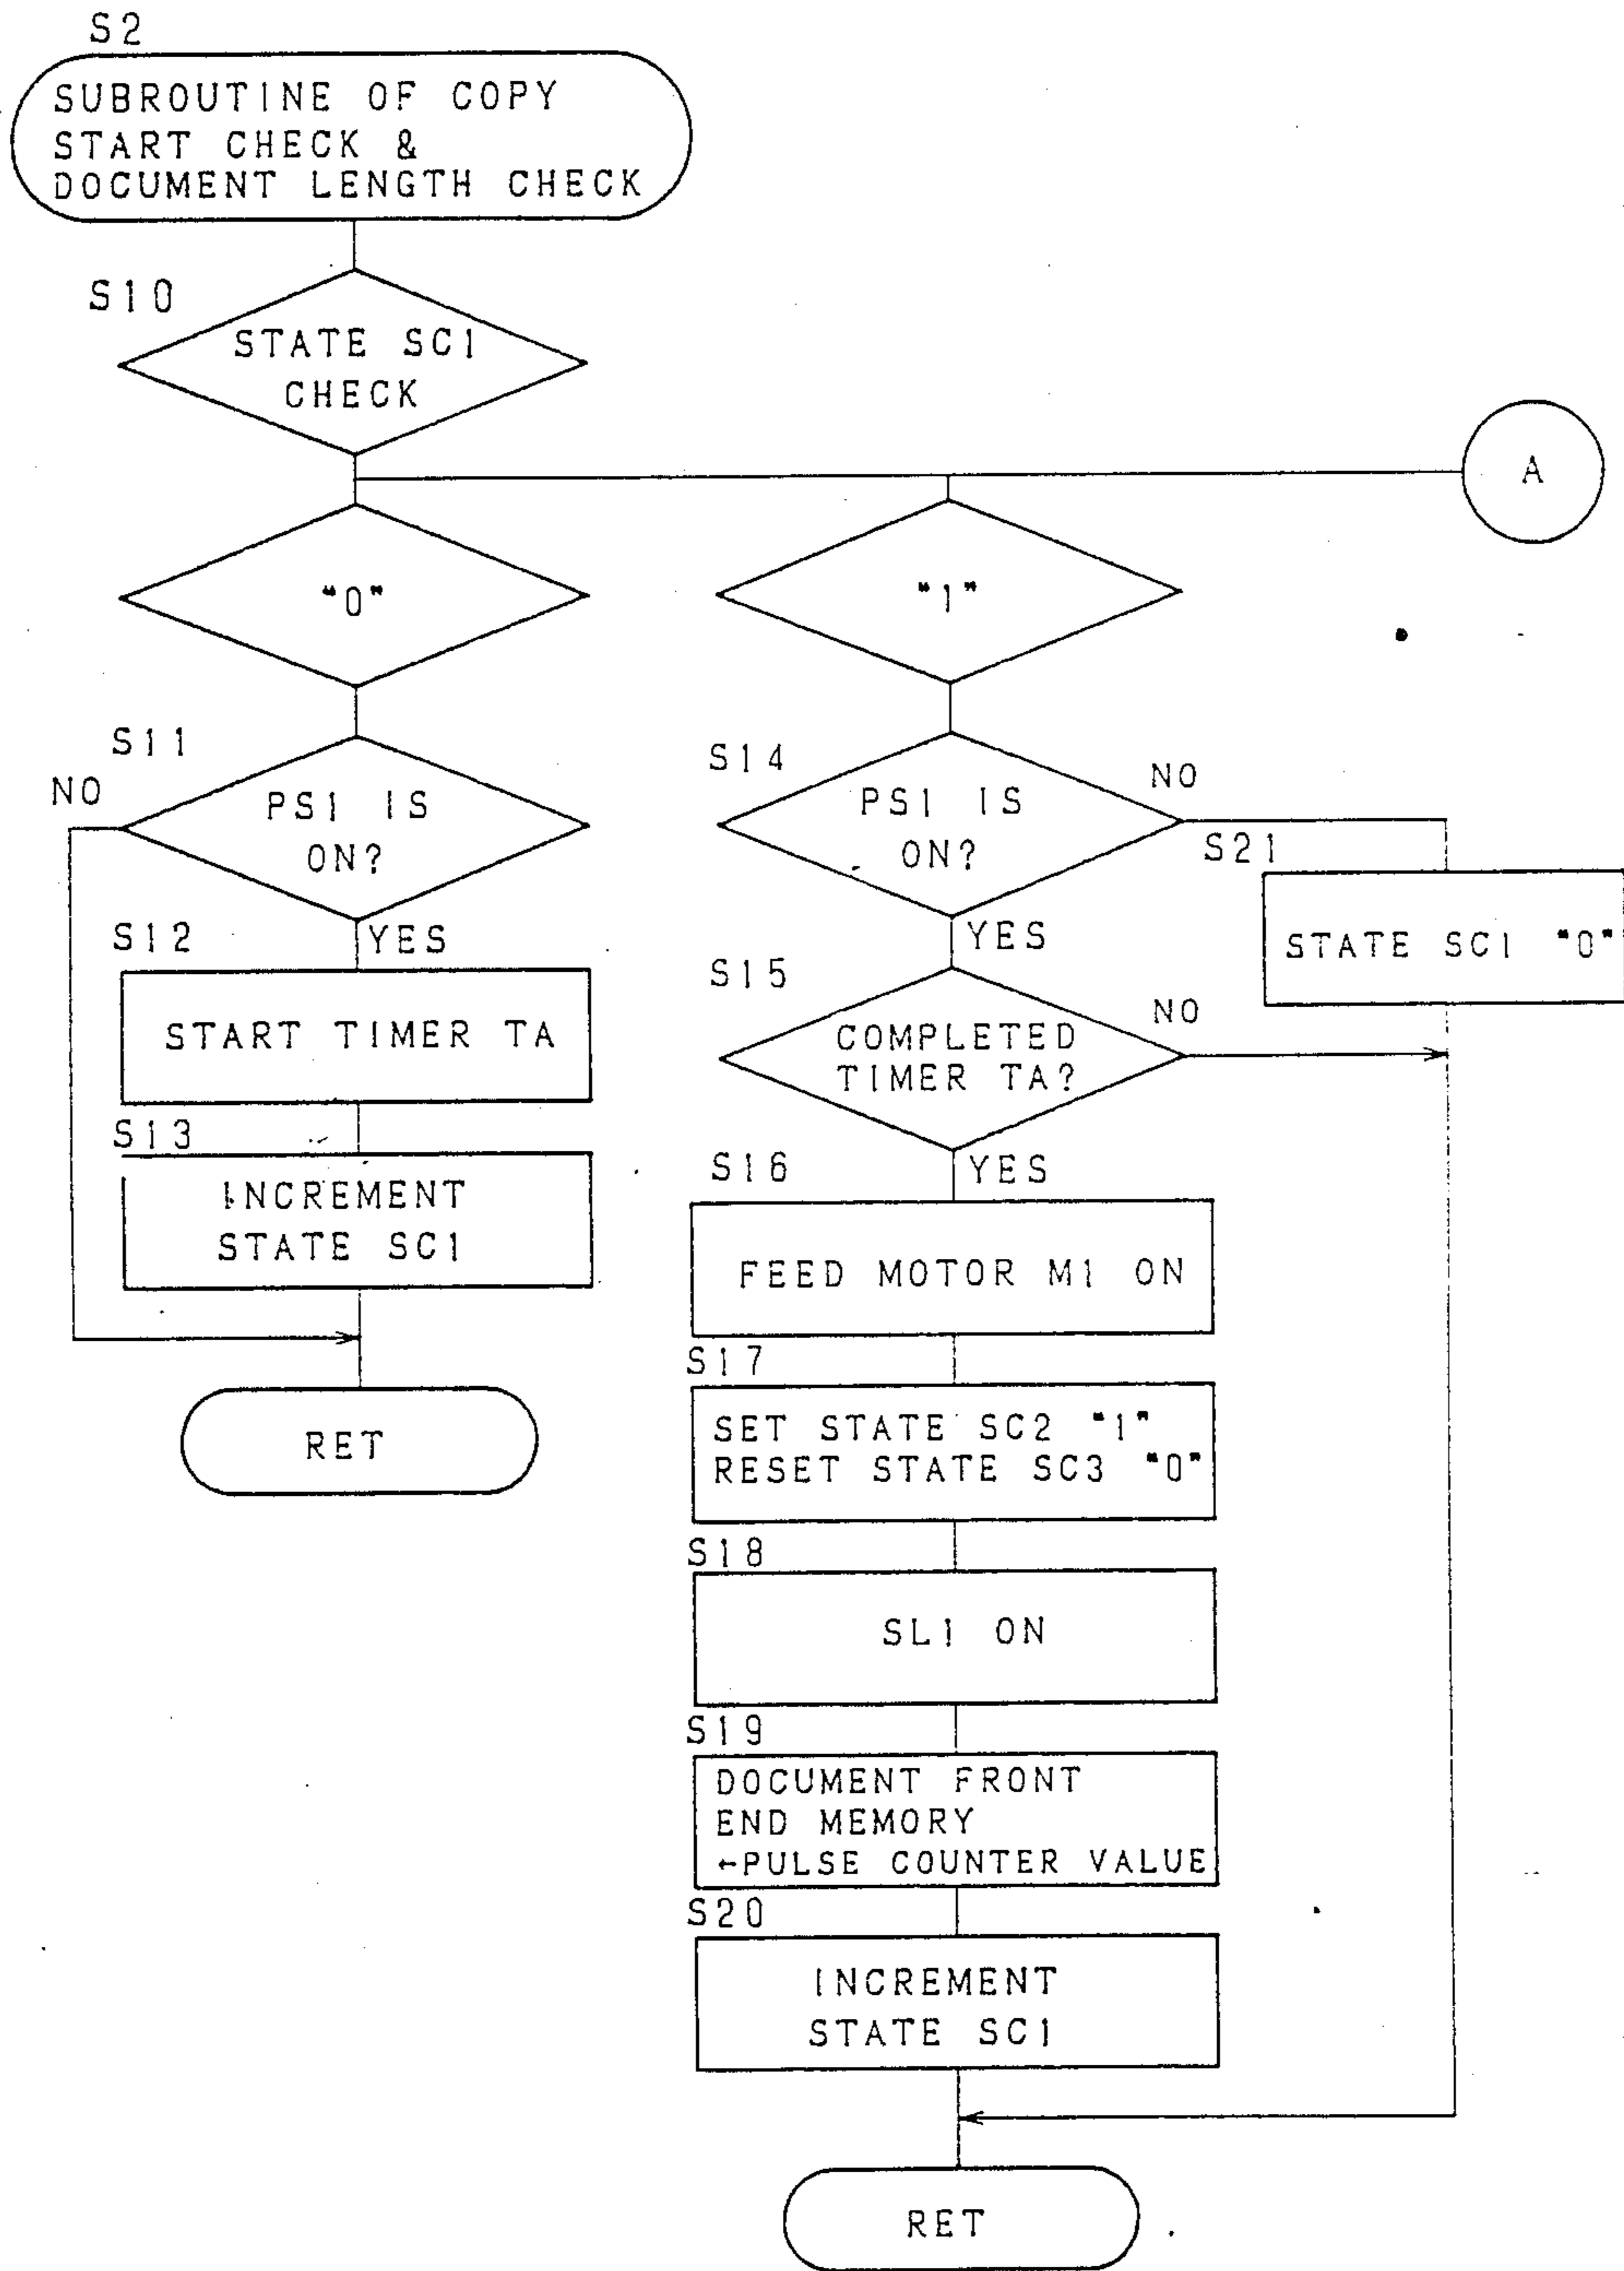 S2
SUBROUTINE OF COPY
START CHECK &
DOCUMENT LENGTH CHECK
S10
STATE SC1
CHECK
A
"0"
"1"
S11
NO
PS1 IS
ON?
YES
S12
START TIMER TA
S13
INCREMENT
STATE SC1
RET
S14
PS1 IS
ON?
NO
S21
STATE SC1 "0"
YES
S15
COMPLETED
TIMER TA?
NO
S16
YES
FEED MOTOR M1 ON
S17
SET STATE SC2 "1"
RESET STATE SC3 "0"
S18
SL1 ON
S19
DOCUMENT FRONT
END MEMORY
←PULSE COUNTER VALUE
S20
INCREMENT
STATE SC1
RET